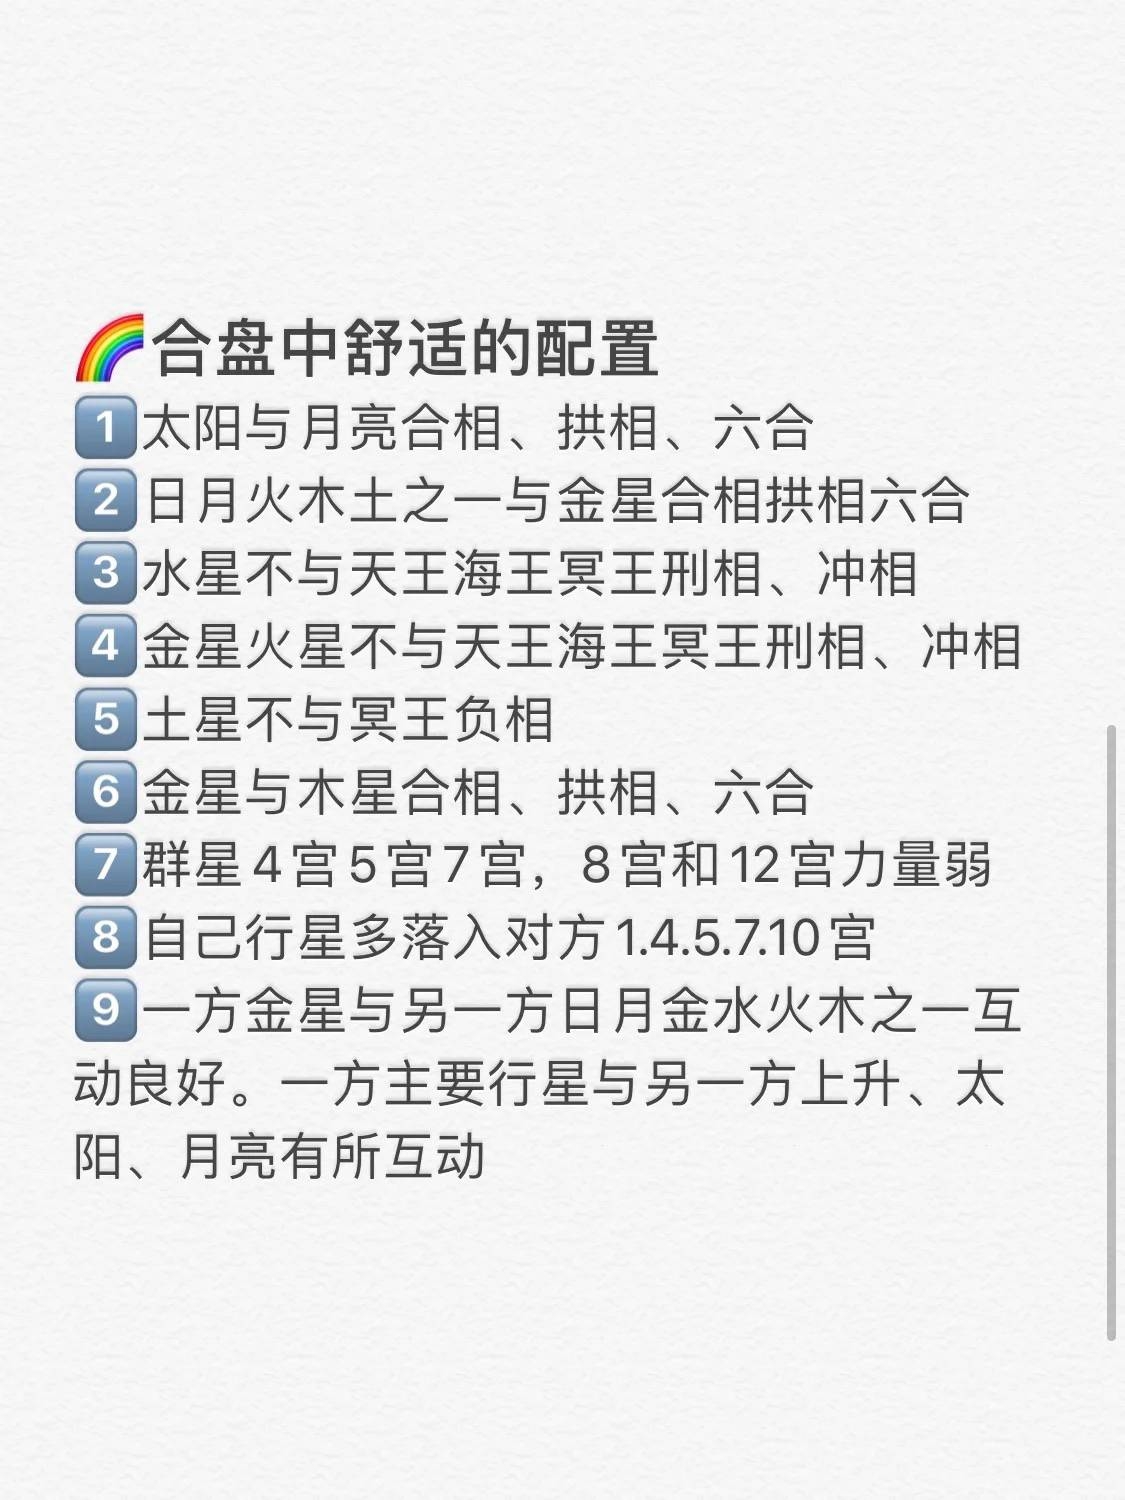 🌈合盘中舒适的配置
1️⃣太阳与月亮合相、拱相、六合
2️⃣日月火木土之一与金星合相拱相六合
3️⃣水星不与天王海王冥王刑相、冲相
4️⃣金星火星不与天王海王冥王刑相、冲相
5️⃣土星不与冥王负相
6️⃣金星与木星合相、拱相、六合
7️⃣群星4宫5宫7宫，8宫和12宫力量弱
8️⃣自己行星多落入对方1.4.5.7.10宫
9️⃣一方金星与另一方日月金水火木之一互
动良好。一方主要行星与另一方上升、太
阳、月亮有所互动